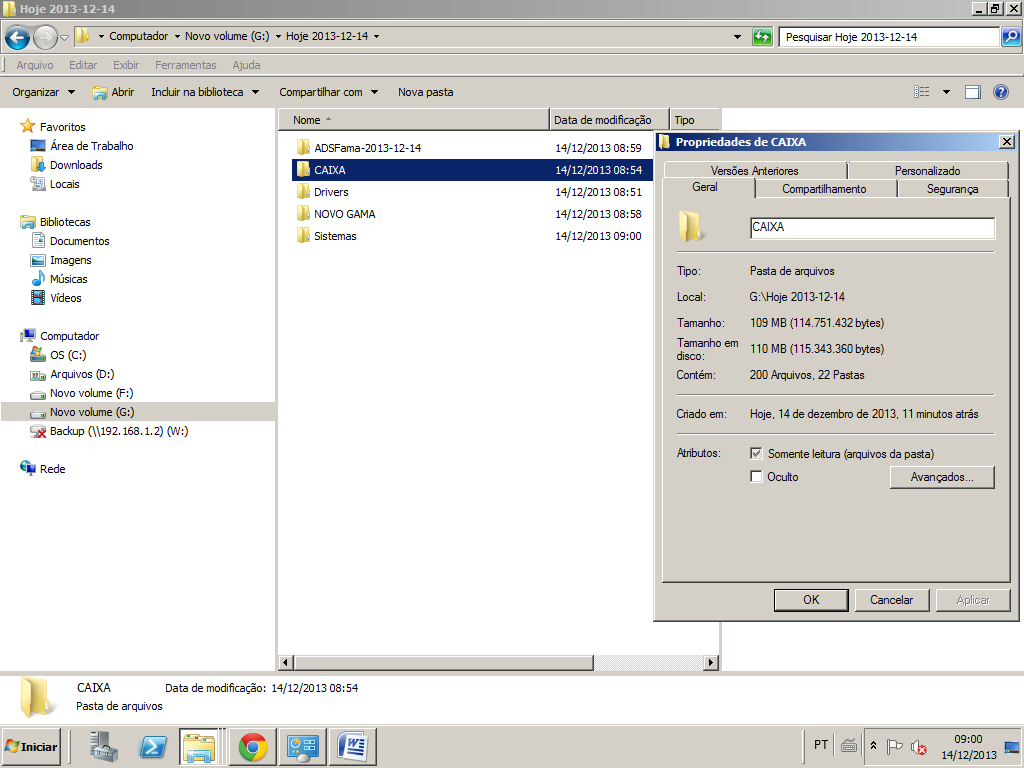 Hoje 2013-12-14
Computador Novo volume (G:) Hoje 2013-12-14
Pesquisar Hoje 2013-12-14
Arquivo Editar Exibir Ferramentas Ajuda
Organizar Abrir Incluir na biblioteca Compartilhar com Nova pasta
Favoritos
Área de Trabalho
Downloads
Locais
Bibliotecas
Documentos
Imagens
Músicas
Vídeos
Computador
OS (C:)
Arquivos (D:)
Novo volume (F:)
Novo volume (G:)
Backup (\\192.168.1.2) (W:)
Rede
Nome Data de modificação Tipo
ADSFama-2013-12-14 14/12/2013 08:59
CAIXA 14/12/2013 08:54
Drivers 14/12/2013 08:51
NOVO GAMA 14/12/2013 08:58
Sistemas 14/12/2013 09:00
Propriedades de CAIXA
Versões Anteriores Personalizado
Geral Compartilhamento Segurança
CAIXA
Tipo: Pasta de arquivos
Local: G:\Hoje 2013-12-14
Tamanho: 109 MB (114.751.432 bytes)
Tamanho em
disco: 110 MB (115.343.360 bytes)
Contém: 200 Arquivos, 22 Pastas
Criado em: Hoje, 14 de dezembro de 2013, 11 minutos atrás
Atributos: Somente leitura (arquivos da pasta)
Oculto Avançados...
OK Cancelar Aplicar
CAIXA Data de modificação: 14/12/2013 08:54
Pasta de arquivos
Iniciar
PT
09:00
14/12/2013